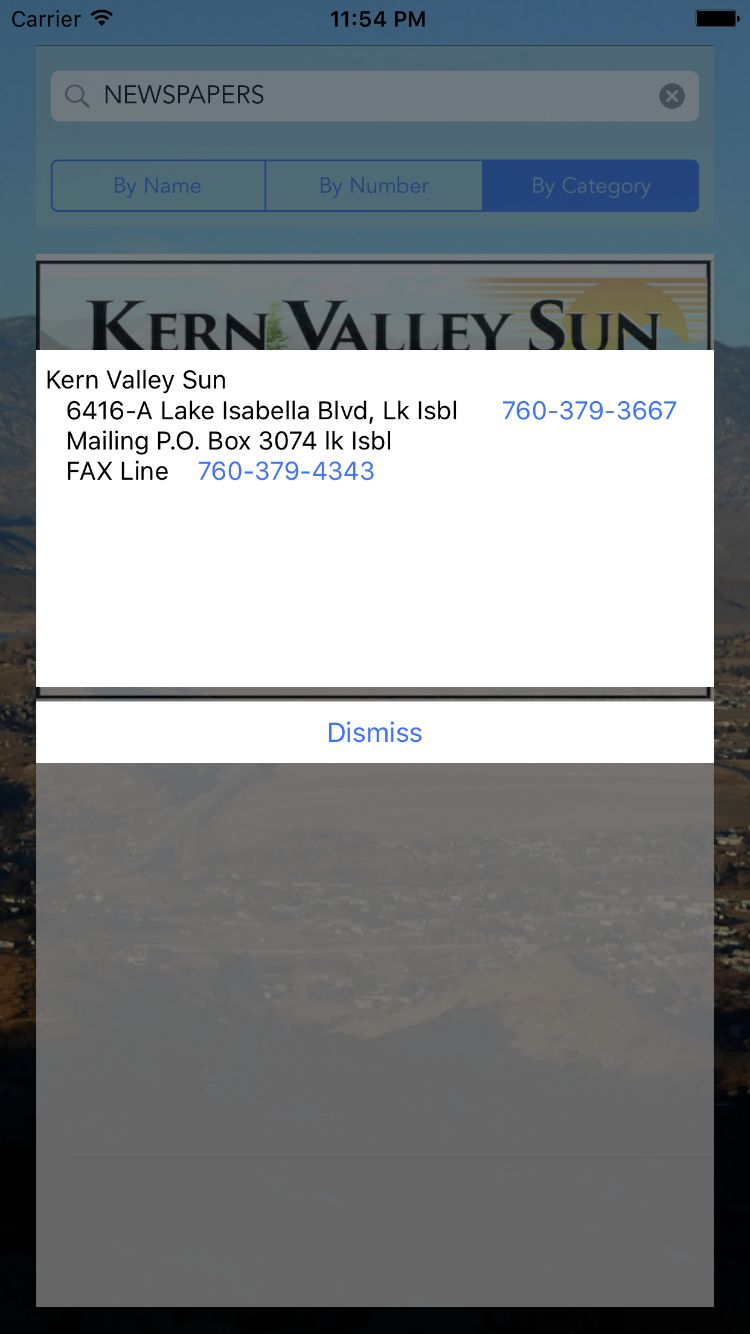 Carrier 11:54 PM
NEWSPAPERS
By Name By Number By Category
KERN VALLEY SUN
Kern Valley Sun
6416-A Lake Isabella Blvd, Lk Isbl 760-379-3667
Mailing P.O. Box 3074 lk Isbl
FAX Line 760-379-4343
Dismiss